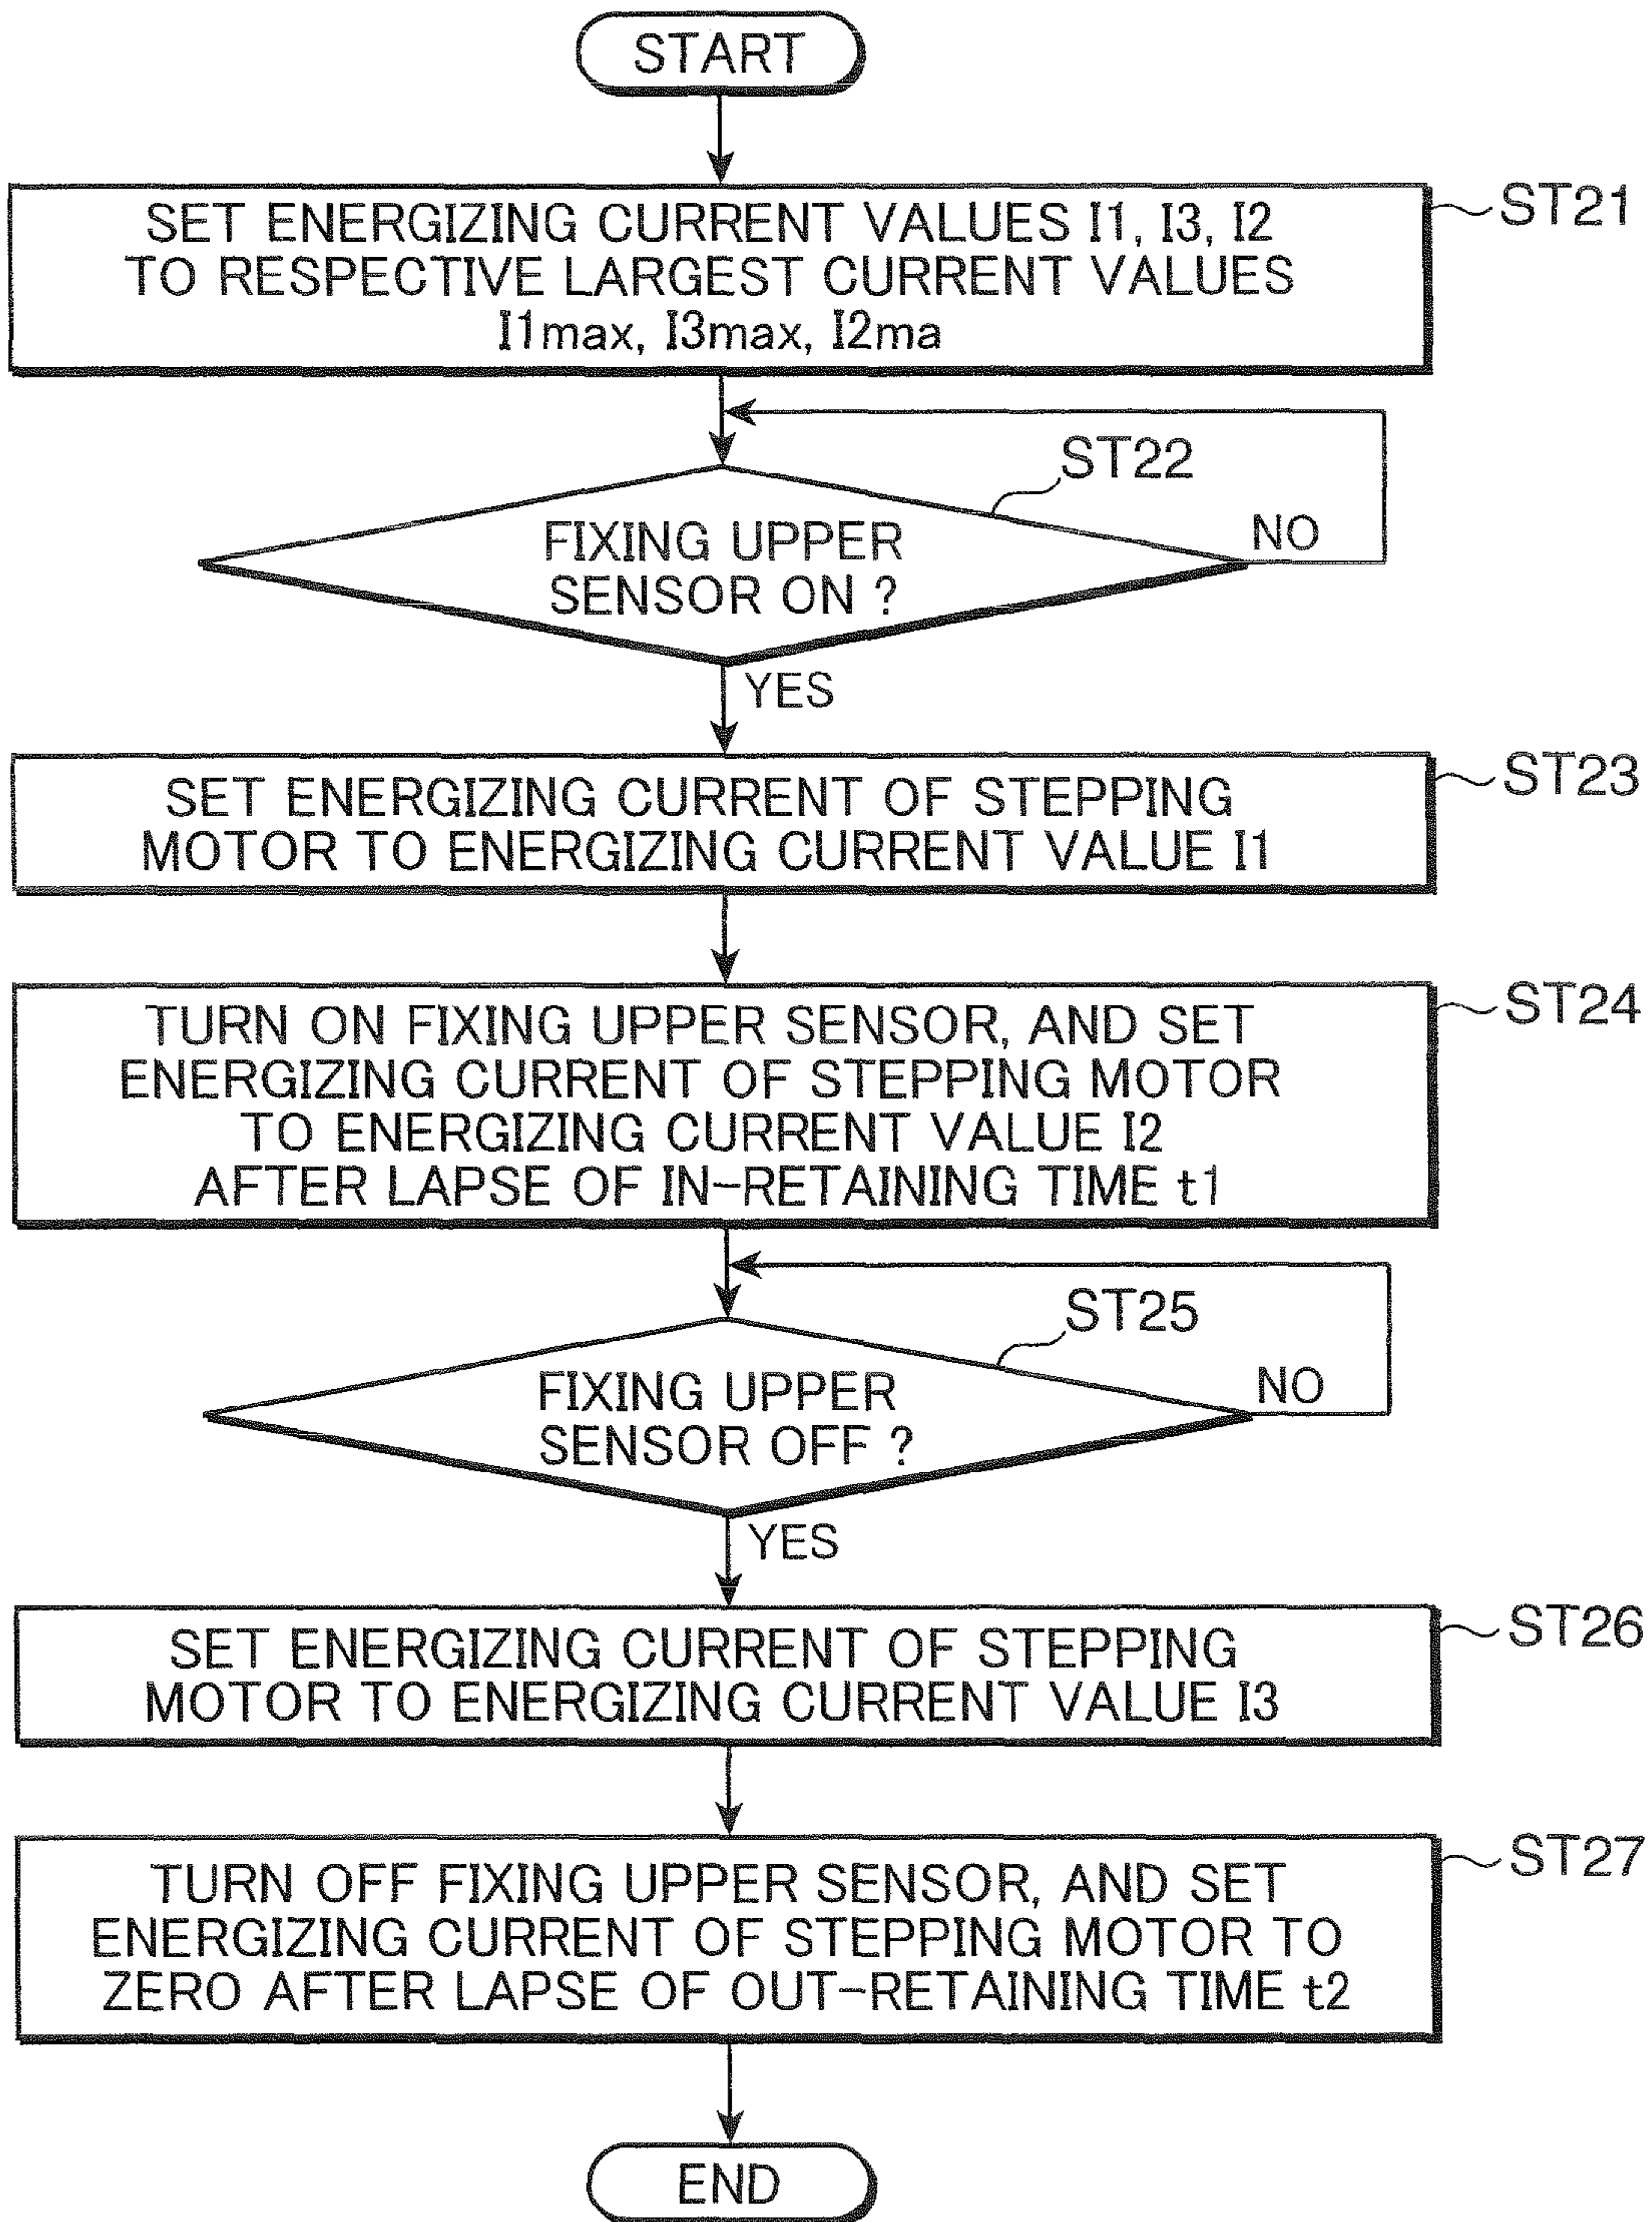 START
SET ENERGIZING CURRENT VALUES I1, I3, I2
TO RESPECTIVE LARGEST CURRENT VALUES
I1max, I3max, I2ma
ST21
ST22
FIXING UPPER
SENSOR ON ?
NO
YES
SET ENERGIZING CURRENT OF STEPPING
MOTOR TO ENERGIZING CURRENT VALUE I1
ST23
TURN ON FIXING UPPER SENSOR, AND SET
ENERGIZING CURRENT OF STEPPING MOTOR
TO ENERGIZING CURRENT VALUE I2
AFTER LAPSE OF IN-RETAINING TIME t1
ST24
ST25
FIXING UPPER
SENSOR OFF ?
NO
YES
SET ENERGIZING CURRENT OF STEPPING
MOTOR TO ENERGIZING CURRENT VALUE I3
ST26
TURN OFF FIXING UPPER SENSOR, AND SET
ENERGIZING CURRENT OF STEPPING MOTOR TO
ZERO AFTER LAPSE OF OUT-RETAINING TIME t2
ST27
END